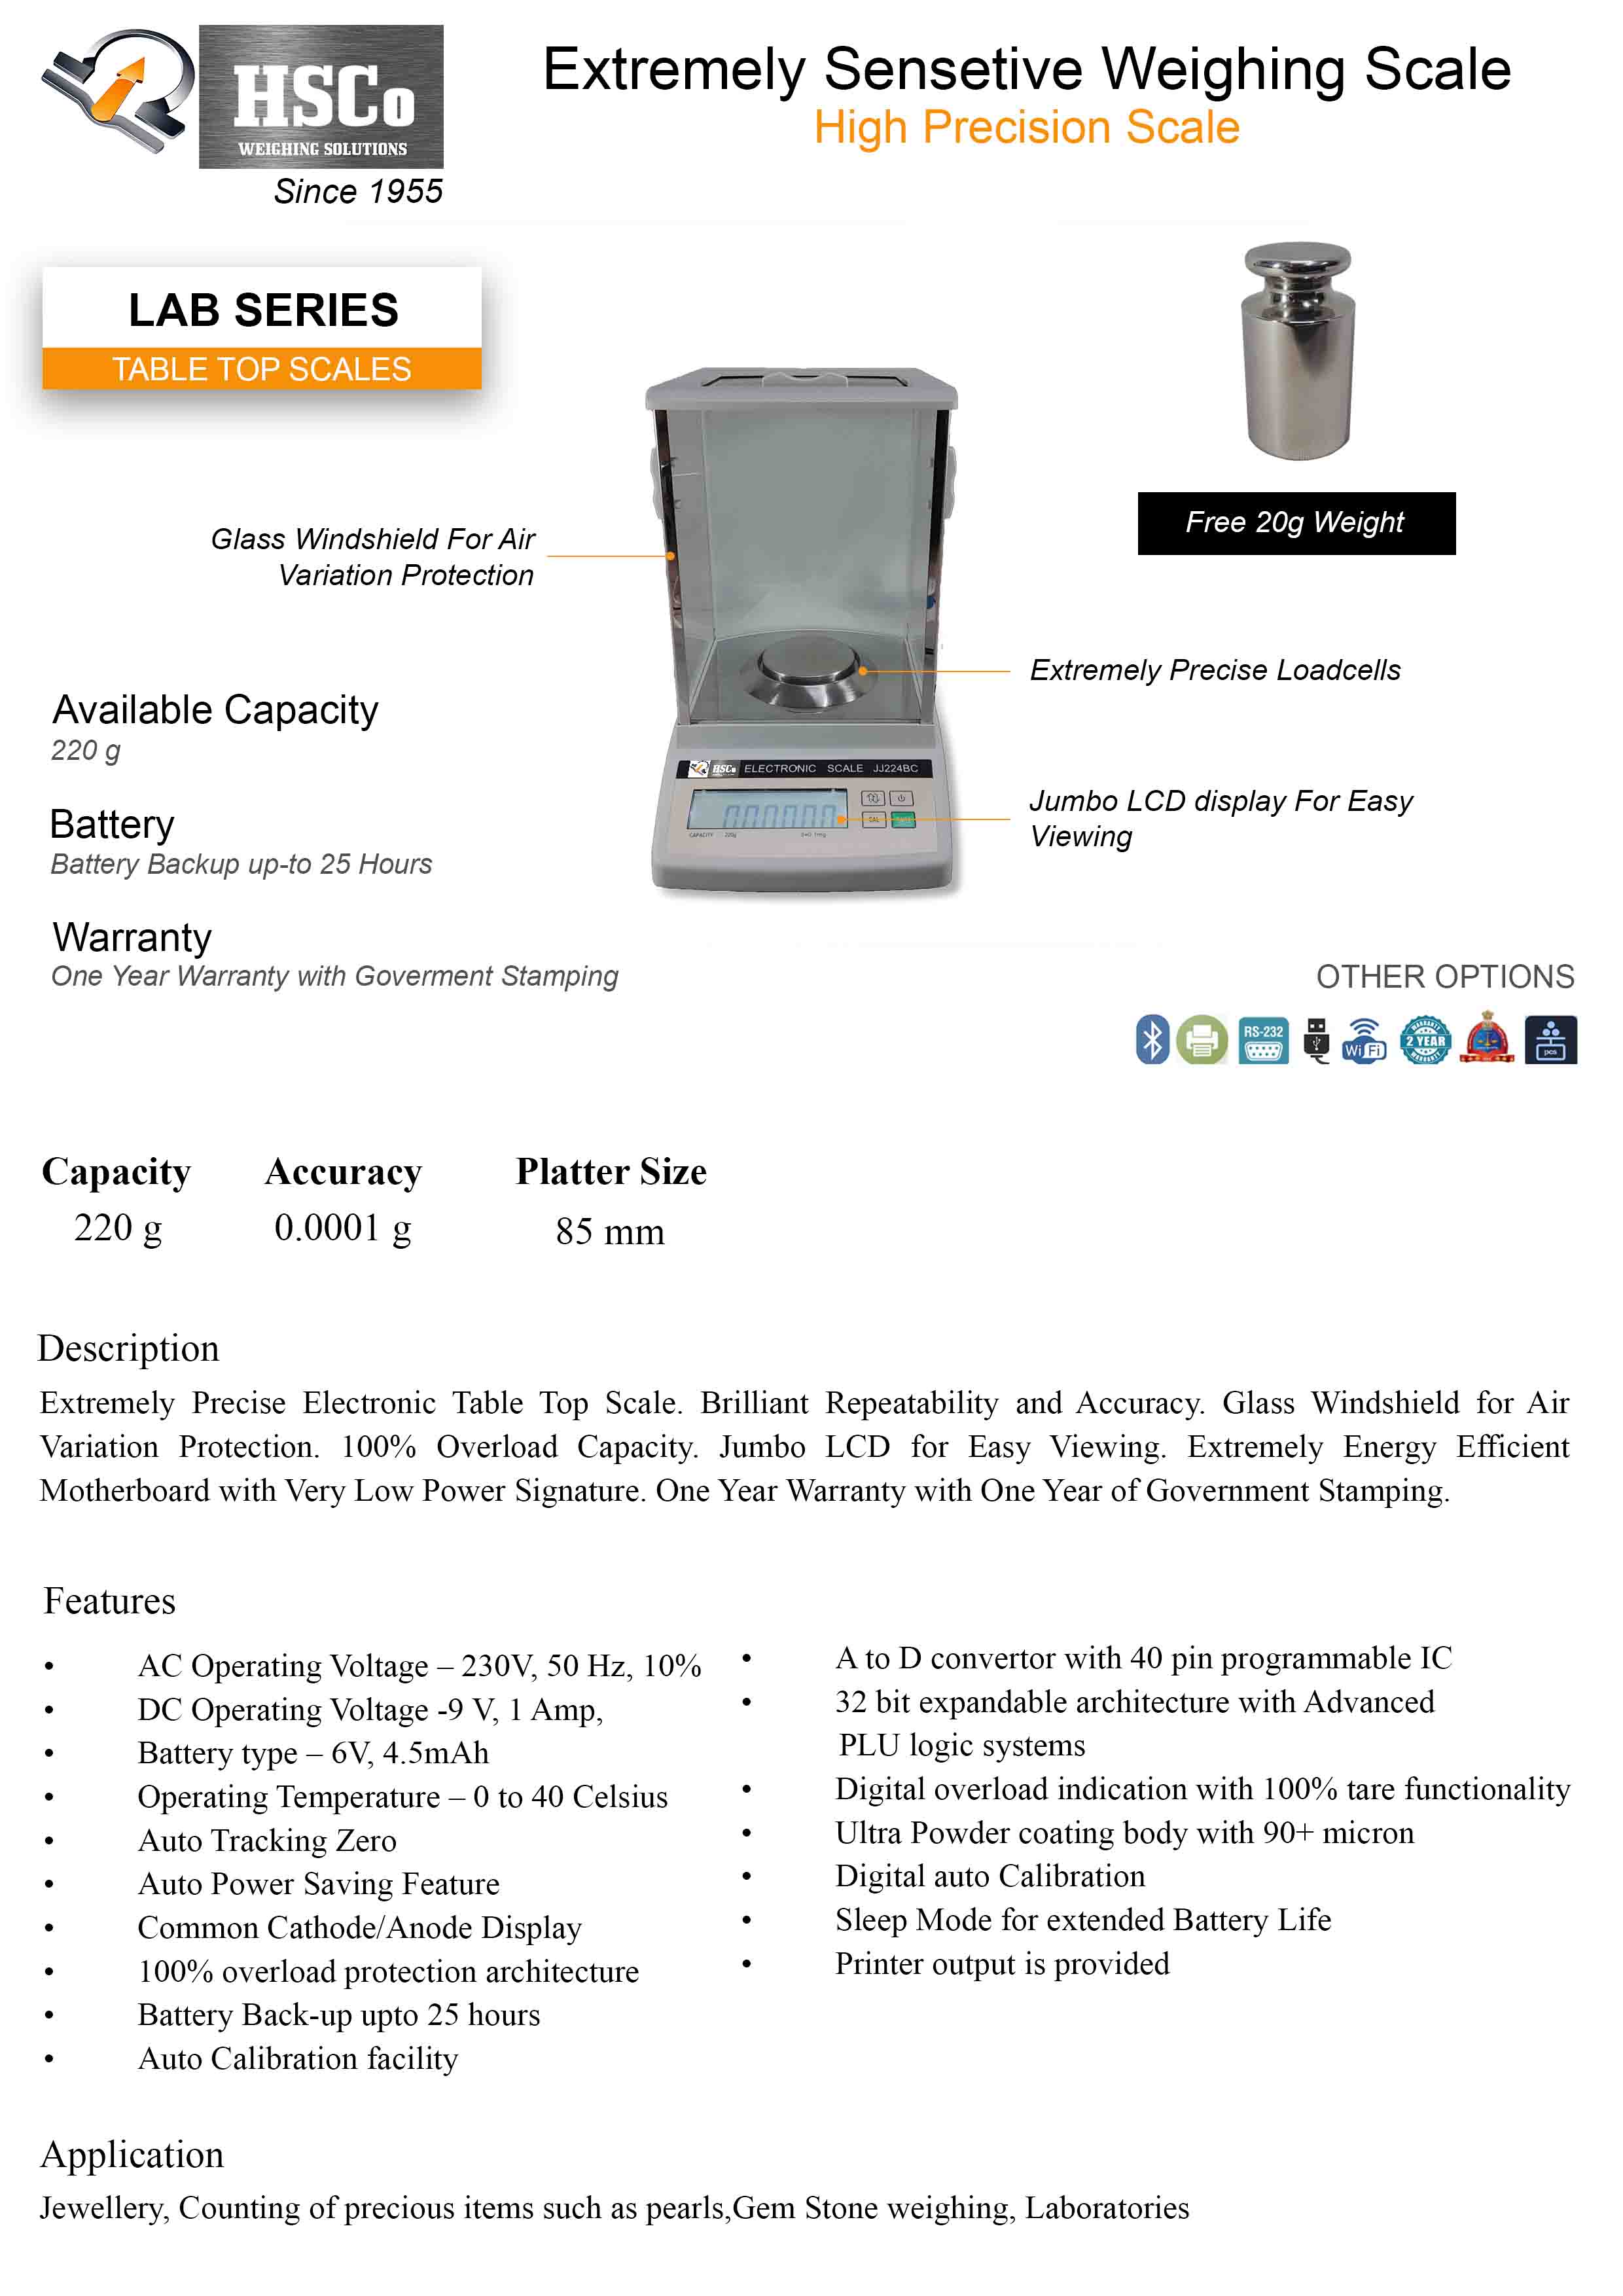 HSCo
WEIGHING SOLUTIONS
Since 1955
Extremely Sensetive Weighing Scale
High Precision Scale
LAB SERIES
TABLE TOP SCALES
Free 20g Weight
Glass Windshield For Air
Variation Protection
Extremely Precise Loadcells
Available Capacity
220 g
HSCo ELECTRONIC SCALE JJ224BC
000000
CAL
CAPACITY 220g d=0.1mg
Jumbo LCD display For Easy
Viewing
Battery
Battery Backup up-to 25 Hours
Warranty
One Year Warranty with Goverment Stamping
OTHER OPTIONS
RS-232
WiFi
WARRANTY
2 YEAR
WARRANTY
pcs
Capacity Accuracy Platter Size
220 g 0.0001 g 85 mm
Description
Extremely Precise Electronic Table Top Scale. Brilliant Repeatability and Accuracy. Glass Windshield for Air
Variation Protection. 100% Overload Capacity. Jumbo LCD for Easy Viewing. Extremely Energy Efficient
Motherboard with Very Low Power Signature. One Year Warranty with One Year of Government Stamping.
Features
• AC Operating Voltage – 230V, 50 Hz, 10%
• DC Operating Voltage -9 V, 1 Amp,
• Battery type – 6V, 4.5mAh
• Operating Temperature – 0 to 40 Celsius
• Auto Tracking Zero
• Auto Power Saving Feature
• Common Cathode/Anode Display
• 100% overload protection architecture
• Battery Back-up upto 25 hours
• Auto Calibration facility
• A to D convertor with 40 pin programmable IC
• 32 bit expandable architecture with Advanced
PLU logic systems
• Digital overload indication with 100% tare functionality
• Ultra Powder coating body with 90+ micron
• Digital auto Calibration
• Sleep Mode for extended Battery Life
• Printer output is provided
Application
Jewellery, Counting of precious items such as pearls,Gem Stone weighing, Laboratories